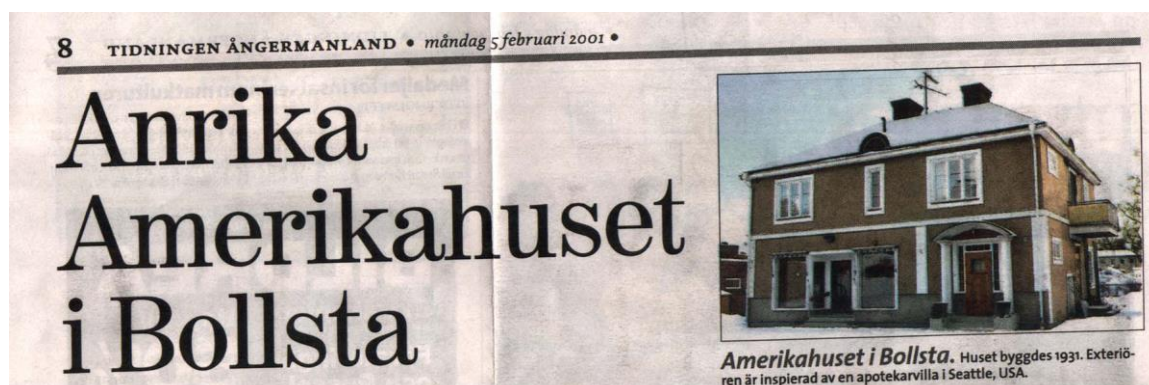 8 TIDNINGEN ÅNGERMANLAND • måndag 5 februari 2001 •
Anrika
Amerikahuset
i Bollsta
Amerikahuset i Bollsta. Huset byggdes 1931. Exteriö-
ren är inspierad av en apotekarvilla i Seattle, USA.